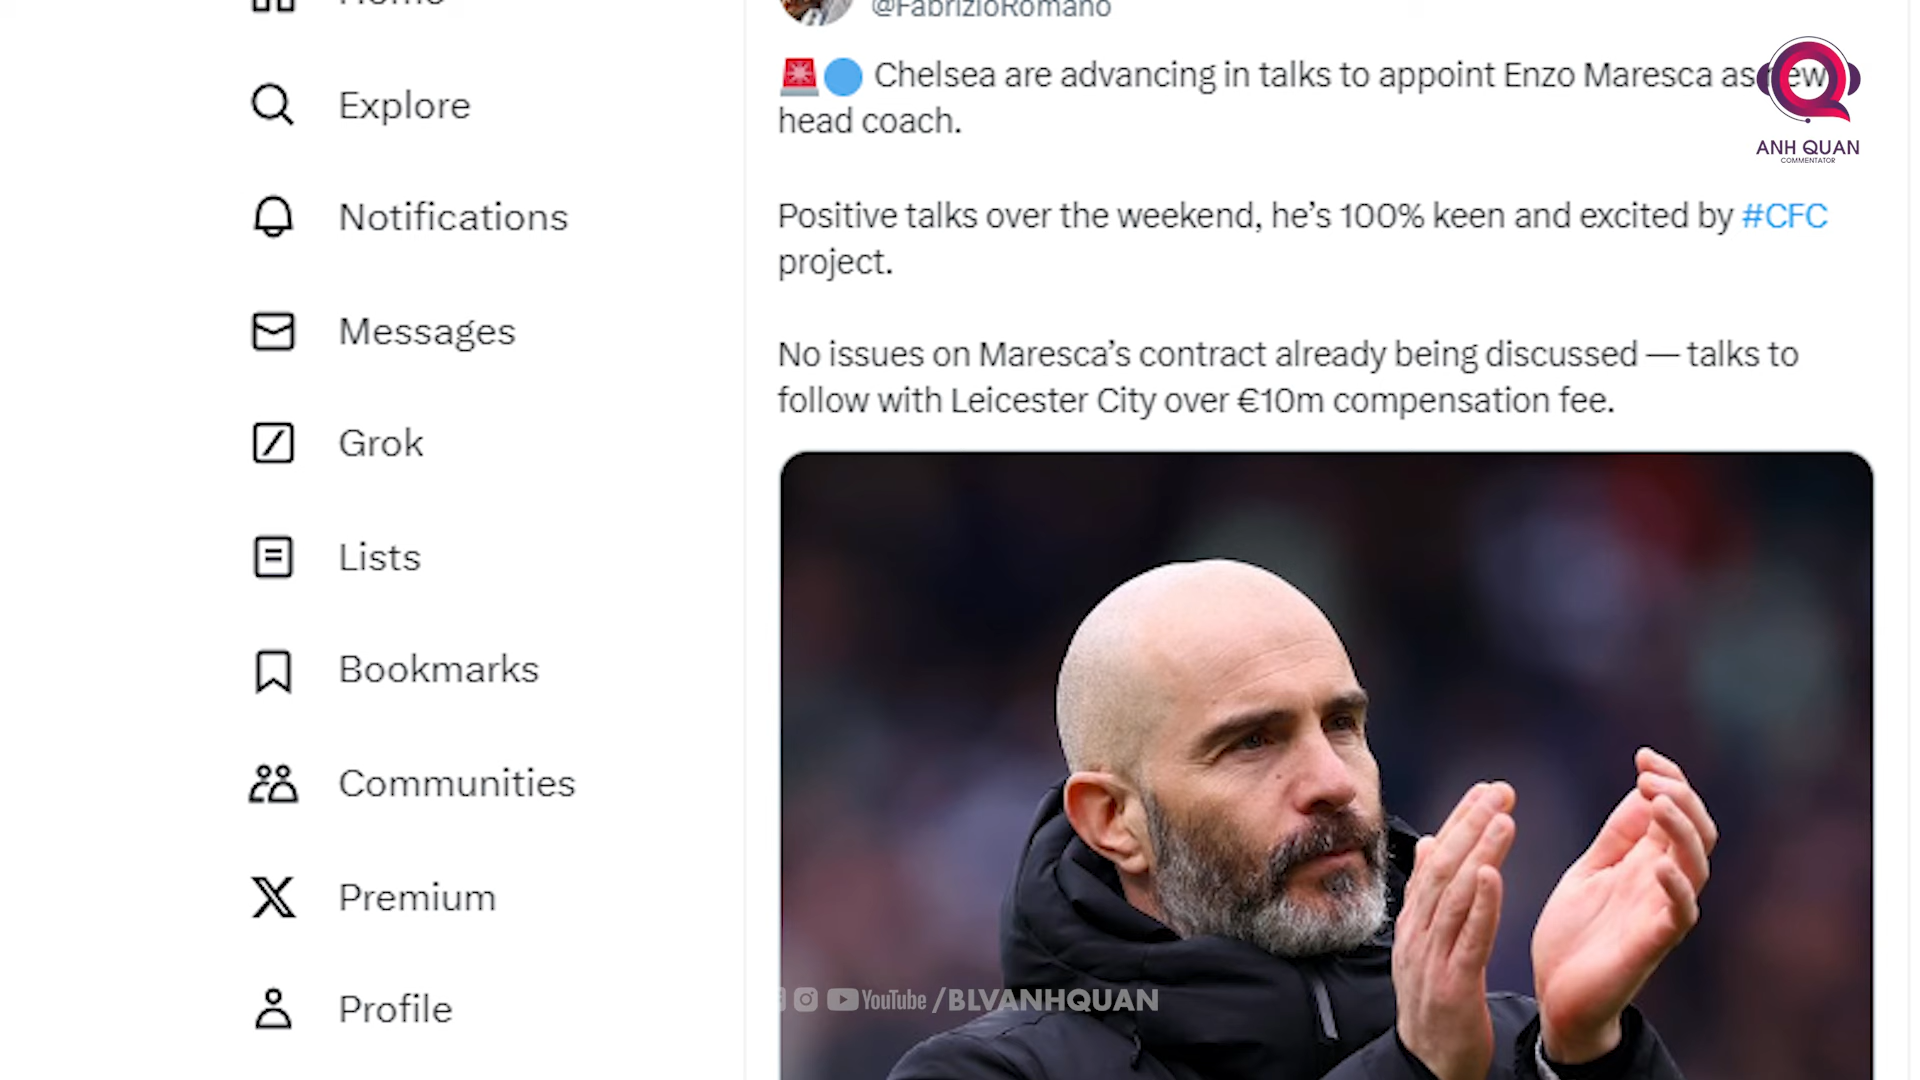 Home
Explore
Notifications
Messages
Grok
Lists
Bookmarks
Communities
Premium
Profile
@FabrizioRomano
Chelsea are advancing in talks to appoint Enzo Maresca as new
head coach.
Positive talks over the weekend, he’s 100% keen and excited by #CFC
project.
No issues on Maresca’s contract already being discussed — talks to
follow with Leicester City over €10m compensation fee.
ANH QUAN
COMMENTATOR
YouTube /BLVANHQUAN